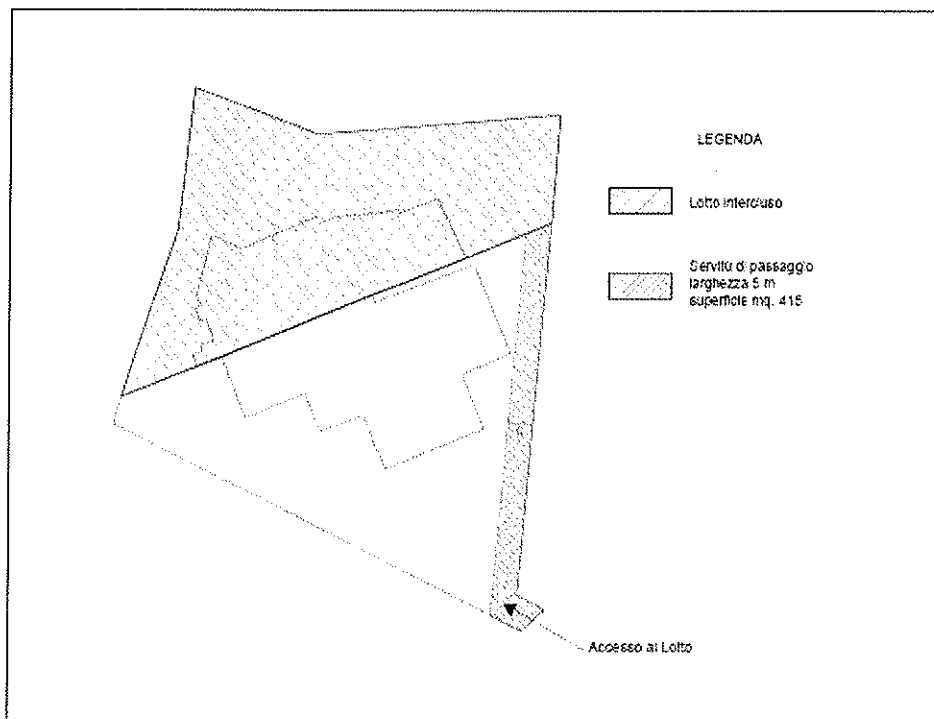 LEGENDA
Lotto intercluso
Servitù di passaggio
larghezza 5 m
superficie mq. 415
Accesso al Lotto